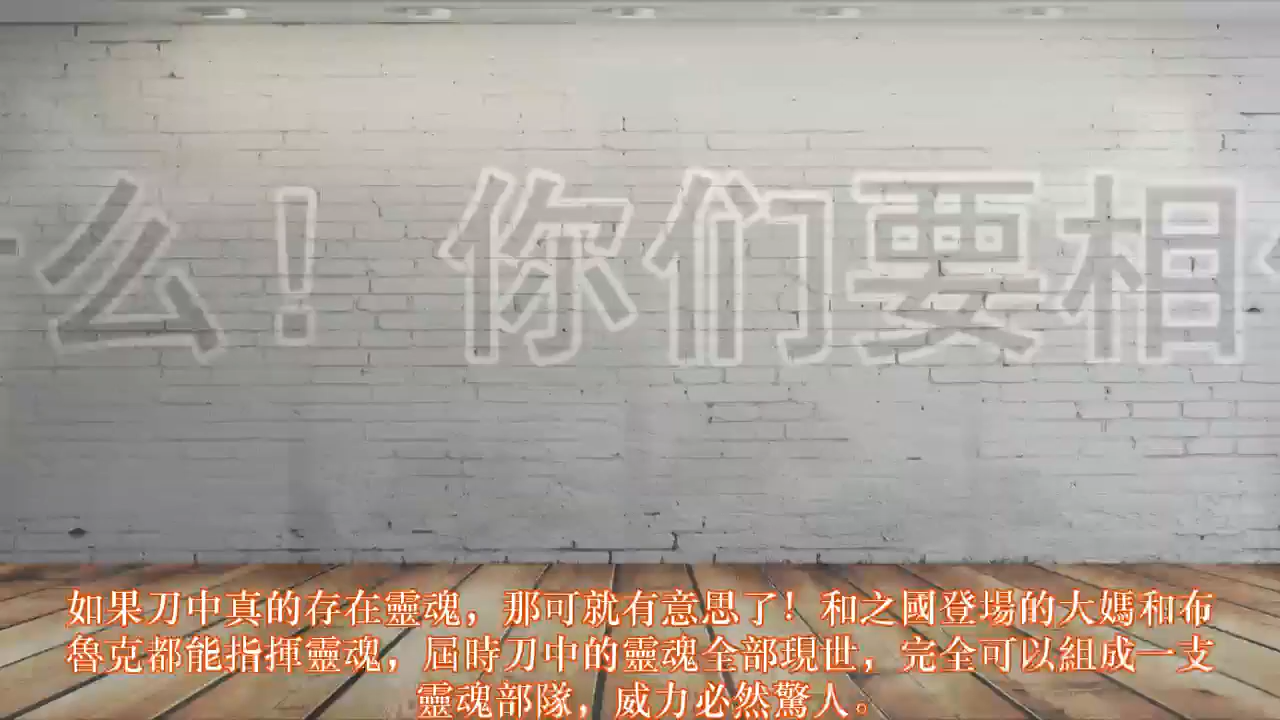 么！你们要相
如果刀中真的存在靈魂，那可就有意思了！和之國登場的大媽和布
魯克都能指揮靈魂，屆時刀中的靈魂全部現世，完全可以組成一支
靈魂部隊，威力必然驚人。